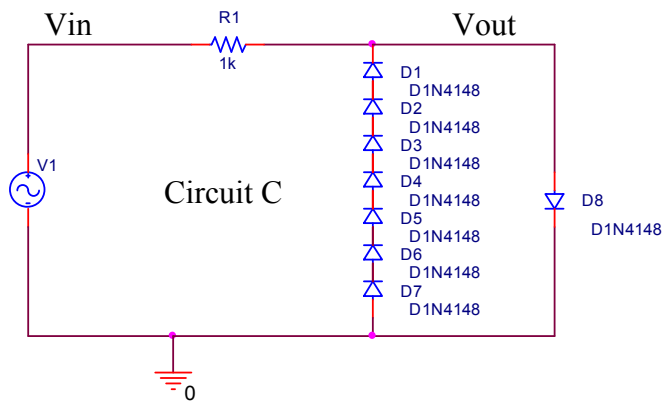 Vin
R1
Vout
1k
D1
D1N4148
D2
D1N4148
D3
D1N4148
V1
Circuit C
D4
D1N4148
D5
D1N4148
D6
D1N4148
D7
D1N4148
D8
D1N4148
0